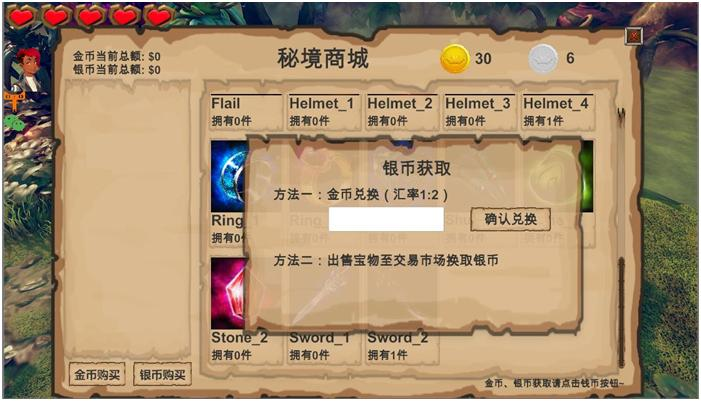 金币当前总额: $0
银币当前总额: $0
秘境商城
30
6
Flail
Helmet_1
Helmet_2
Helmet_3
Helmet_4
拥有0件
拥有0件
拥有0件
拥有0件
拥有1件
银币获取
方法一：金币兑换（汇率1:2）
确认兑换
Ring_1
拥有0件
方法二：出售宝物至交易市场换取银币
Stone_2
Sword_1
Sword_2
拥有0件
拥有0件
拥有1件
金币购买
银币购买
金币、银币获取请点击钱币按钮~